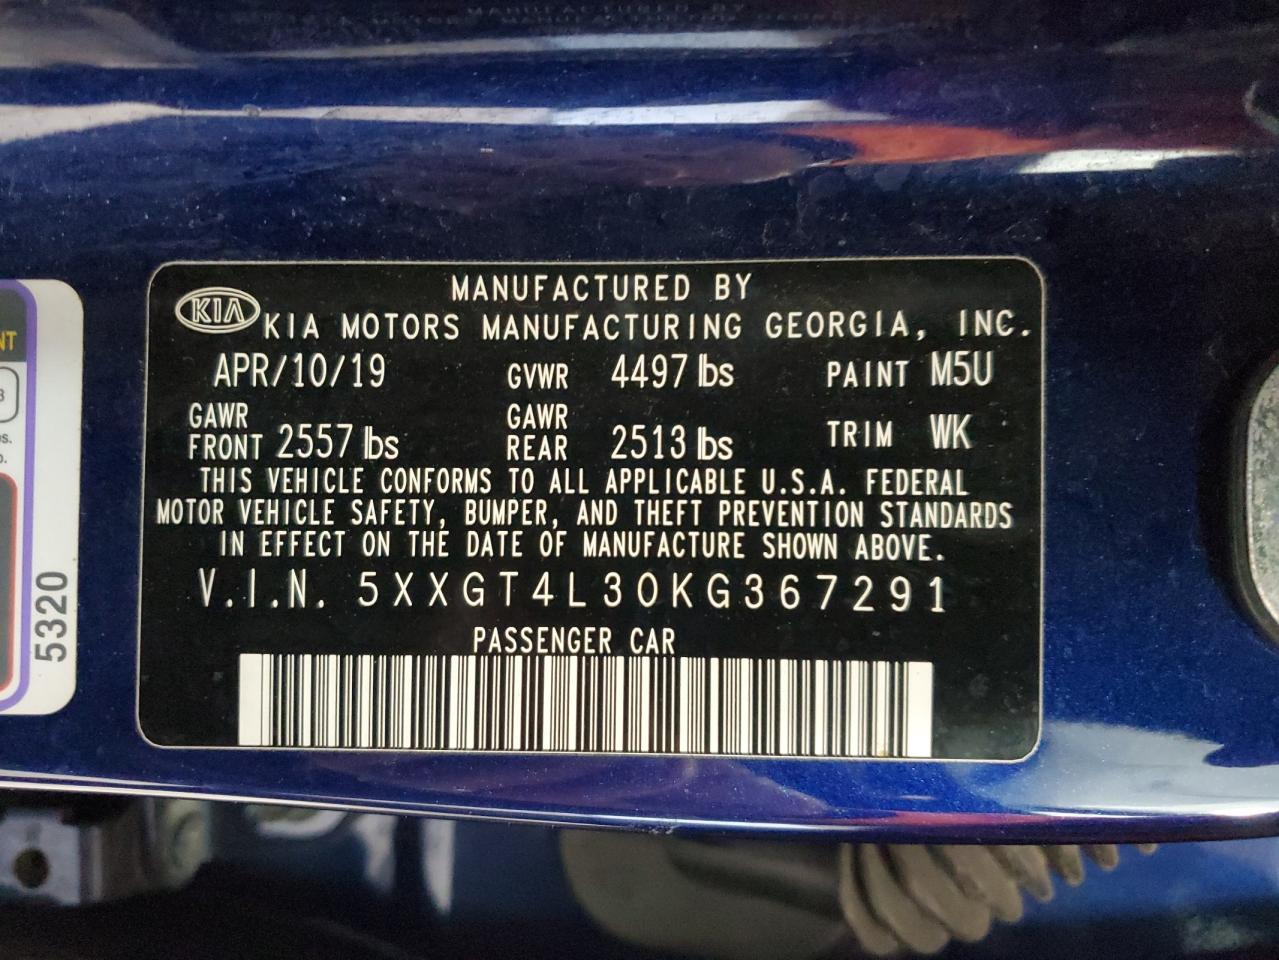 MANUFACTURED BY
KIA KIA MOTORS MANUFACTURING GEORGIA, INC.
APR/10/19 GVWR 4497 lbs PAINT M5U
GAWR FRONT 2557 lbs GAWR REAR 2513 lbs TRIM WK
THIS VEHICLE CONFORMS TO ALL APPLICABLE U.S.A. FEDERAL
MOTOR VEHICLE SAFETY, BUMPER, AND THEFT PREVENTION STANDARDS
IN EFFECT ON THE DATE OF MANUFACTURE SHOWN ABOVE.
V.I.N. 5XXGT4L30KG367291
PASSENGER CAR
5320